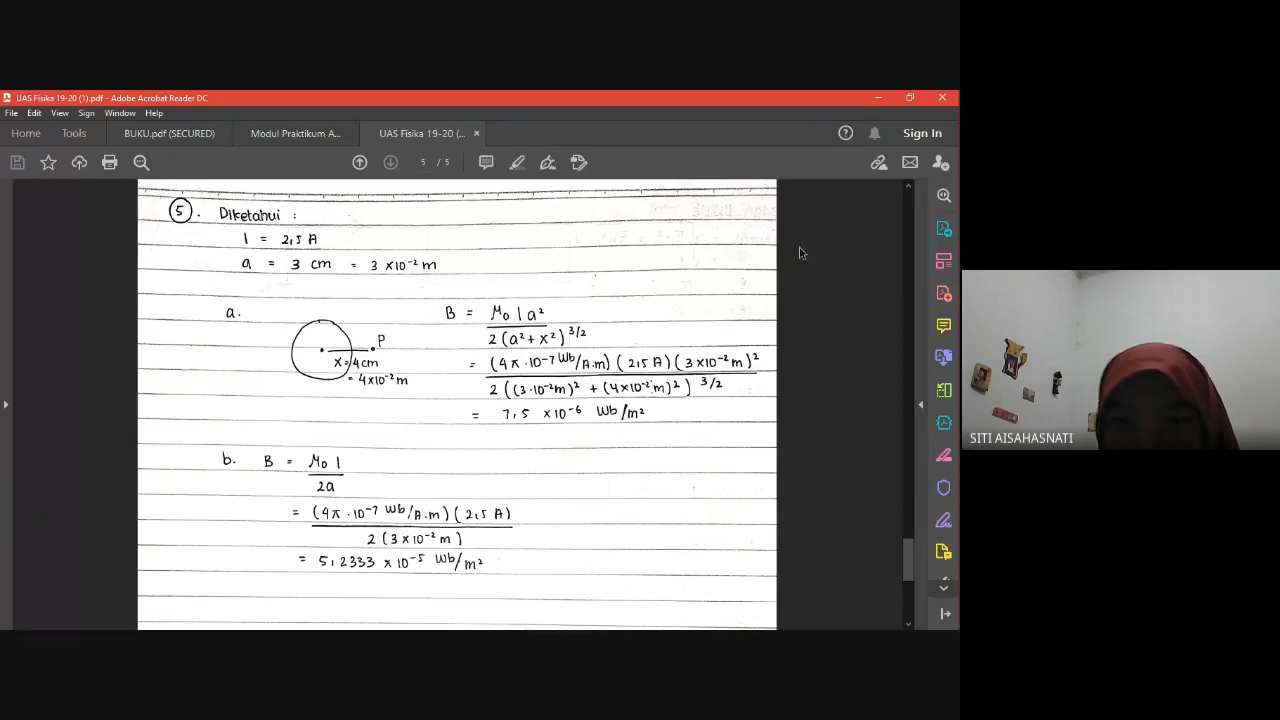 UAS Fisika 19-20 (1).pdf - Adobe Acrobat Reader DC
File Edit View Sign Window Help
Home Tools BUKU.pdf (SECURED) Modul Praktikum A... UAS Fisika 19-20 (... × Sign In
5 / 5
5. Diketahui :
I = 2,5 A
a = 3 cm = 3 x10⁻² m
a.
P
x = 4 cm
= 4 x10⁻² m
B = μ₀ I a²
2 (a² + x²)³/²
= (4π . 10⁻⁷ Wb/A.m) (2,5 A) (3 x10⁻² m)²
2 ((3.10⁻² m)² + (4 x10⁻² m)²) ³/²
= 7,5 x10⁻⁶ Wb/m²
b. B = μ₀ I
2a
= (4π . 10⁻⁷ Wb/A.m) (2,5 A)
2 (3 x10⁻² m)
= 5,2333 x 10⁻⁵ Wb/m²
SITI AISAHASNATI